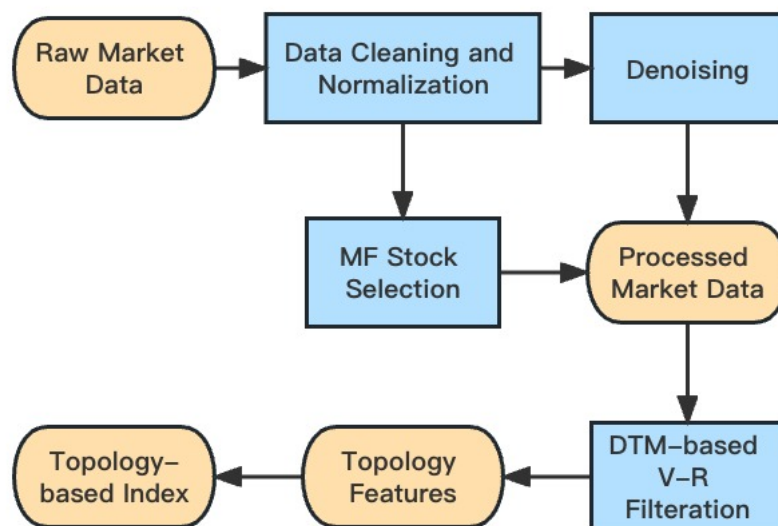 Raw Market
Data
Data Cleaning and
Normalization
Denoising
MF Stock
Selection
Processed
Market Data
Topology-
based Index
Topology
Features
DTM-based
V-R
Filteration